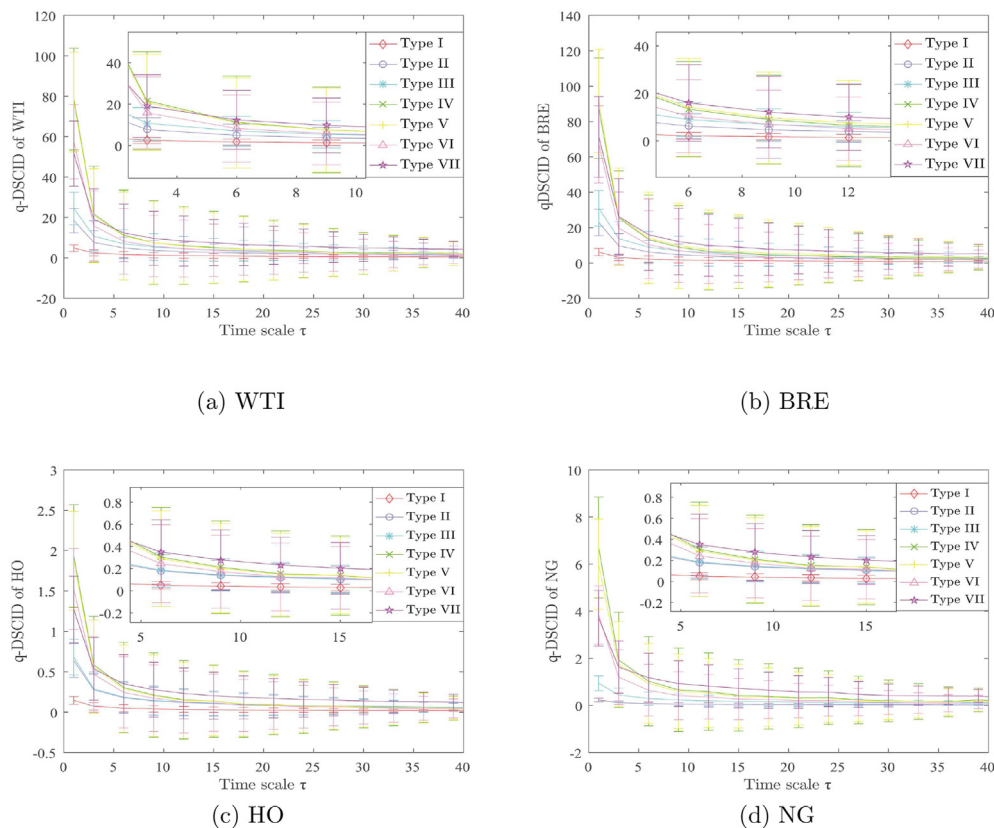 120
100
80
60
40
20
0
-20
q-DSCID of WTI
40
20
0
4 6 8 10
Type I
Type II
Type III
Type IV
Type V
Type VI
Type VII
0 5 10 15 20 25 30 35 40
Time scale τ
(a) WTI
140
120
100
80
60
40
20
0
-20
qDSCID of BRE
40
20
0
6 8 10 12
Type I
Type II
Type III
Type IV
Type V
Type VI
Type VII
0 5 10 15 20 25 30 35 40
Time scale τ
(b) BRE
3
2.5
2
1.5
1
0.5
0
-0.5
q-DSCID of HO
0.8
0.6
0.4
0.2
0
-0.2
5 10 15
Type I
Type II
Type III
Type IV
Type V
Type VI
Type VII
0 5 10 15 20 25 30 35 40
Time scale τ
(c) HO
10
8
6
4
2
0
-2
q-DSCID of NG
0.8
0.6
0.4
0.2
0
-0.2
5 10 15
Type I
Type II
Type III
Type IV
Type V
Type VI
Type VII
0 5 10 15 20 25 30 35 40
Time scale τ
(d) NG